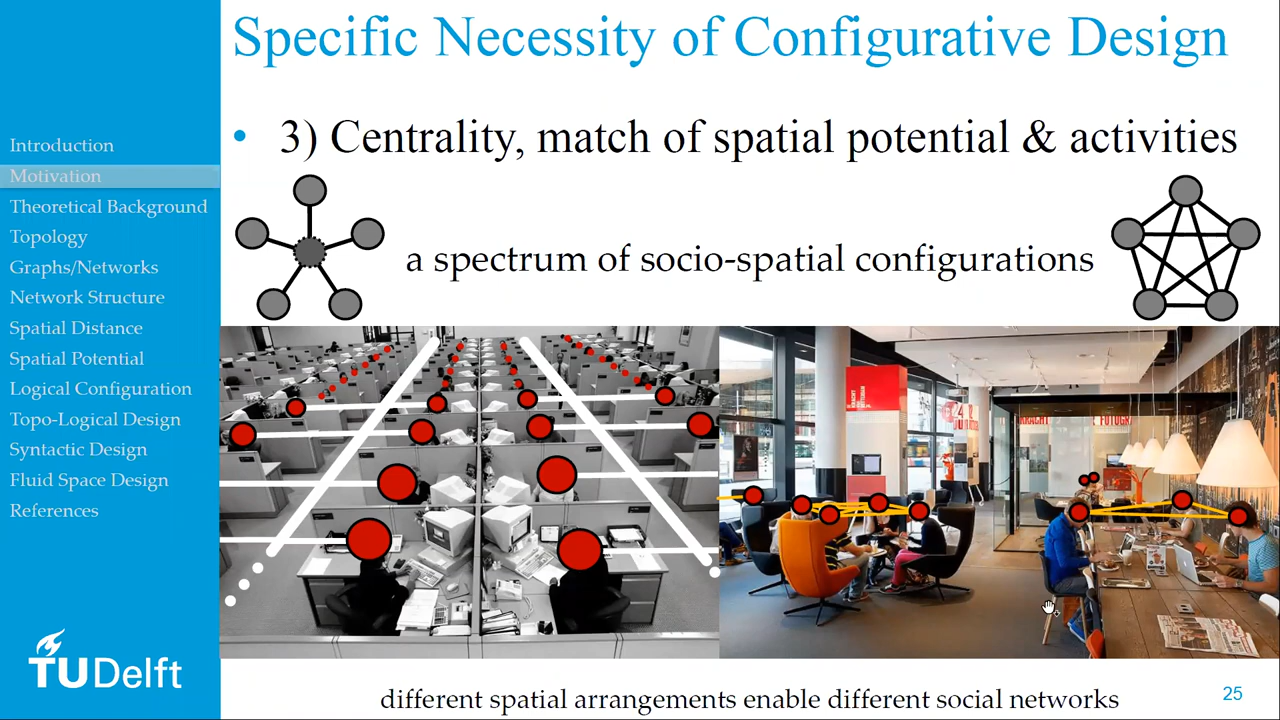 Specific Necessity of Configurative Design
• 3) Centrality, match of spatial potential & activities
a spectrum of socio-spatial configurations
Introduction
Motivation
Theoretical Background
Topology
Graphs/Networks
Network Structure
Spatial Distance
Spatial Potential
Logical Configuration
Topo-Logical Design
Syntactic Design
Fluid Space Design
References
TUDelft
different spatial arrangements enable different social networks
25